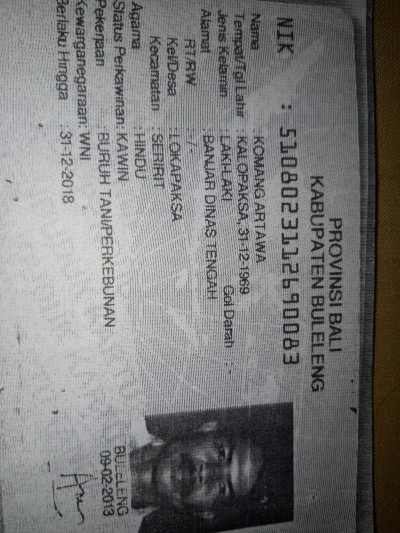 PROVINSI BALI
KABUPATEN BULELENG
NIK : 5108023112690083
Nama : KOMANG ARTAWA
Tempat/Tgl Lahir : KALOPAKSA, 31-12-1969
Jenis Kelamin : LAKI-LAKI Gol Darah : -
Alamat : BANJAR DINAS TENGAH
RT/RW : -/-
Kel/Desa : LOKAPAKSA
Kecamatan : SERIRIT
Agama : HINDU
Status Perkawinan: KAWIN
Pekerjaan : BURUH TANI/PERKEBUNAN
Kewarganegaraan: WNI
Berlaku Hingga : 31-12-2018
BULELENG
09-02-2013